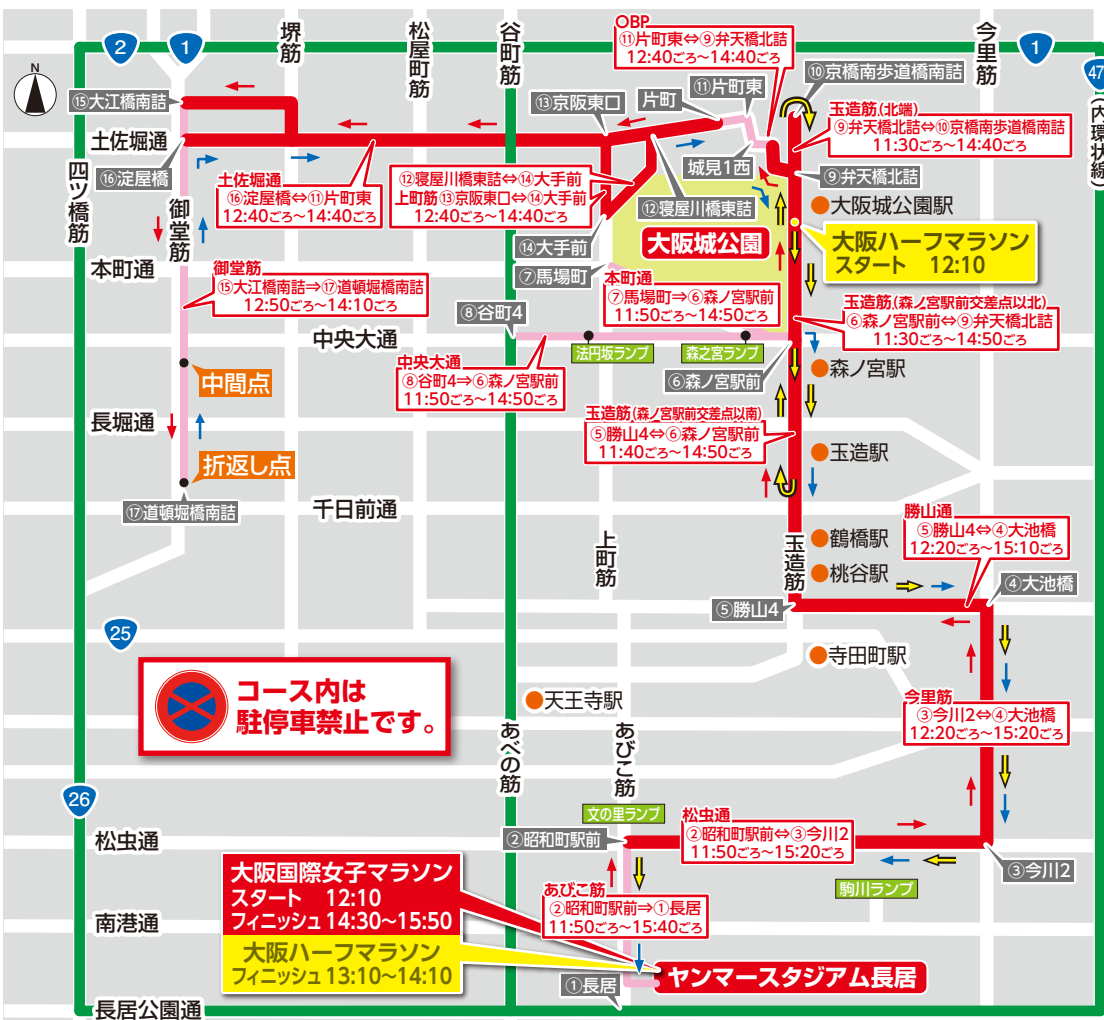 2
1
堺筋
松屋町筋
谷町筋
今里筋
1
479
(内環状線)
N
OBP
⑪片町東⇔⑨弁天橋北詰
12:40ごろ~14:40ごろ
⑩京橋南歩道橋南詰
⑪片町東
片町
⑬京阪東口
⑮大江橋南詰
玉造筋(北端)
⑨弁天橋北詰⇔⑩京橋南歩道橋南詰
11:30ごろ~14:40ごろ
土佐堀通
四ツ橋筋
⑯淀屋橋
御堂筋
土佐堀通
⑯淀屋橋⇔⑪片町東
12:40ごろ~14:40ごろ
⑫寝屋川橋東詰⇔⑭大手前
上町筋⑬京阪東口⇔⑭大手前
12:40ごろ~14:40ごろ
城見1西
⑨弁天橋北詰
⑫寝屋川橋東詰
大阪城公園駅
⑭大手前
大阪城公園
大阪ハーフマラソン
スタート 12:10
本町通
⑦馬場町
御堂筋
⑮大江橋南詰⇒⑰道頓堀橋南詰
12:50ごろ~14:10ごろ
本町通
⑦馬場町⇒⑥森ノ宮駅前
11:50ごろ~14:50ごろ
玉造筋(森ノ宮駅前交差点以北)
⑥森ノ宮駅前⇔⑨弁天橋北詰
11:30ごろ~14:50ごろ
⑧谷町4
中央大通
法円坂ランプ
森之宮ランプ
中央大通
⑧谷町4⇒⑥森ノ宮駅前
11:50ごろ~14:50ごろ
⑥森ノ宮駅前
森ノ宮駅
中間点
玉造筋(森ノ宮駅前交差点以南)
⑤勝山4⇔⑥森ノ宮駅前
11:40ごろ~14:50ごろ
長堀通
玉造駅
折返し点
⑰道頓堀橋南詰
千日前通
上町筋
玉造筋
鶴橋駅
勝山通
⑤勝山4⇔④大池橋
12:20ごろ~15:10ごろ
桃谷駅
④大池橋
⑤勝山4
25
寺田町駅
コース内は
駐停車禁止です。
天王寺駅
今里筋
③今川2⇔④大池橋
12:20ごろ~15:20ごろ
あべの筋
あびこ筋
26
文の里ランプ
松虫通
②昭和町駅前
松虫通
②昭和町駅前⇔③今川2
11:50ごろ~15:20ごろ
③今川2
駒川ランプ
大阪国際女子マラソン
スタート 12:10
フィニッシュ 14:30~15:50
あびこ筋
②昭和町駅前⇒①長居
11:50ごろ~15:40ごろ
南港通
大阪ハーフマラソン
フィニッシュ 13:10~14:10
①長居
ヤンマースタジアム長居
長居公園通